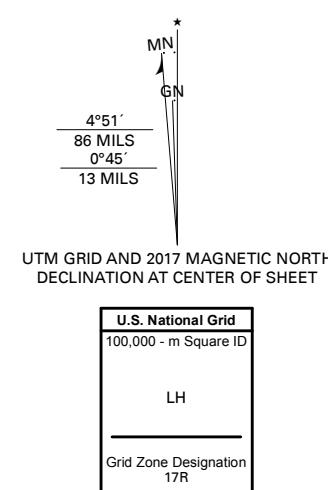 ★
MN
GN
4°51´
86 MILS
0°45´
13 MILS
UTM GRID AND 2017 MAGNETIC NORTH
DECLINATION AT CENTER OF SHEET
U.S. National Grid
100,000 - m Square ID
LH
Grid Zone Designation
17R